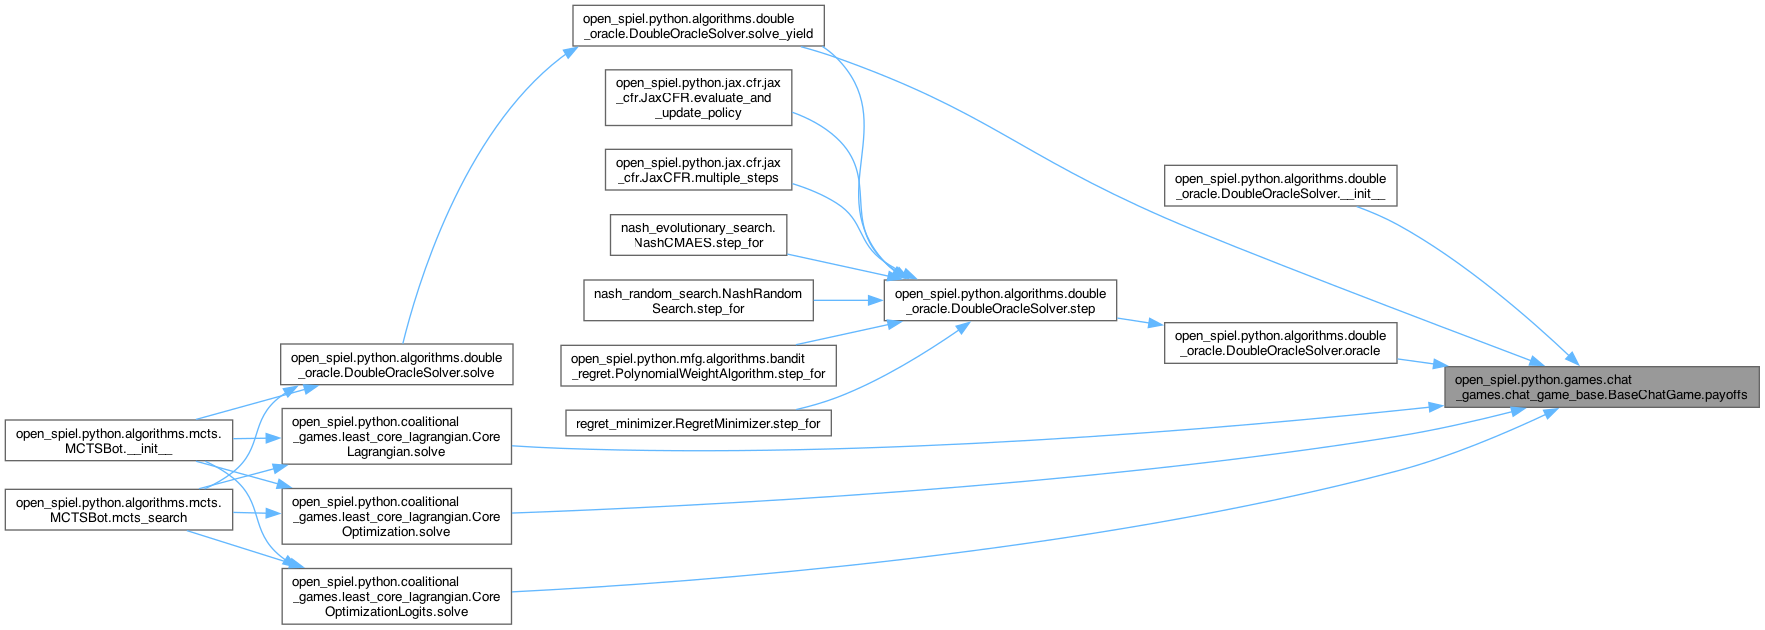 open_spiel.python.algorithms.double
_oracle.DoubleOracleSolver.solve_yield
open_spiel.python.jax.cfr.jax
_cfr.JaxCFR.evaluate_and
_update_policy
open_spiel.python.jax.cfr.jax
_cfr.JaxCFR.multiple_steps
nash_evolutionary_search.
NashCMAES.step_for
nash_random_search.NashRandom
Search.step_for
open_spiel.python.mfg.algorithms.bandit
_regret.PolynomialWeightAlgorithm.step_for
regret_minimizer.RegretMinimizer.step_for
open_spiel.python.algorithms.double
_oracle.DoubleOracleSolver.step
open_spiel.python.algorithms.double
_oracle.DoubleOracleSolver.__init__
open_spiel.python.algorithms.double
_oracle.DoubleOracleSolver.oracle
open_spiel.python.games.chat
_games.chat_game_base.BaseChatGame.payoffs
open_spiel.python.algorithms.double
_oracle.DoubleOracleSolver.solve
open_spiel.python.coalitional
_games.least_core_lagrangian.Core
Lagrangian.solve
open_spiel.python.coalitional
_games.least_core_lagrangian.Core
Optimization.solve
open_spiel.python.coalitional
_games.least_core_lagrangian.Core
OptimizationLogits.solve
open_spiel.python.algorithms.mcts.
MCTSBot.__init__
open_spiel.python.algorithms.mcts.
MCTSBot.mcts_search